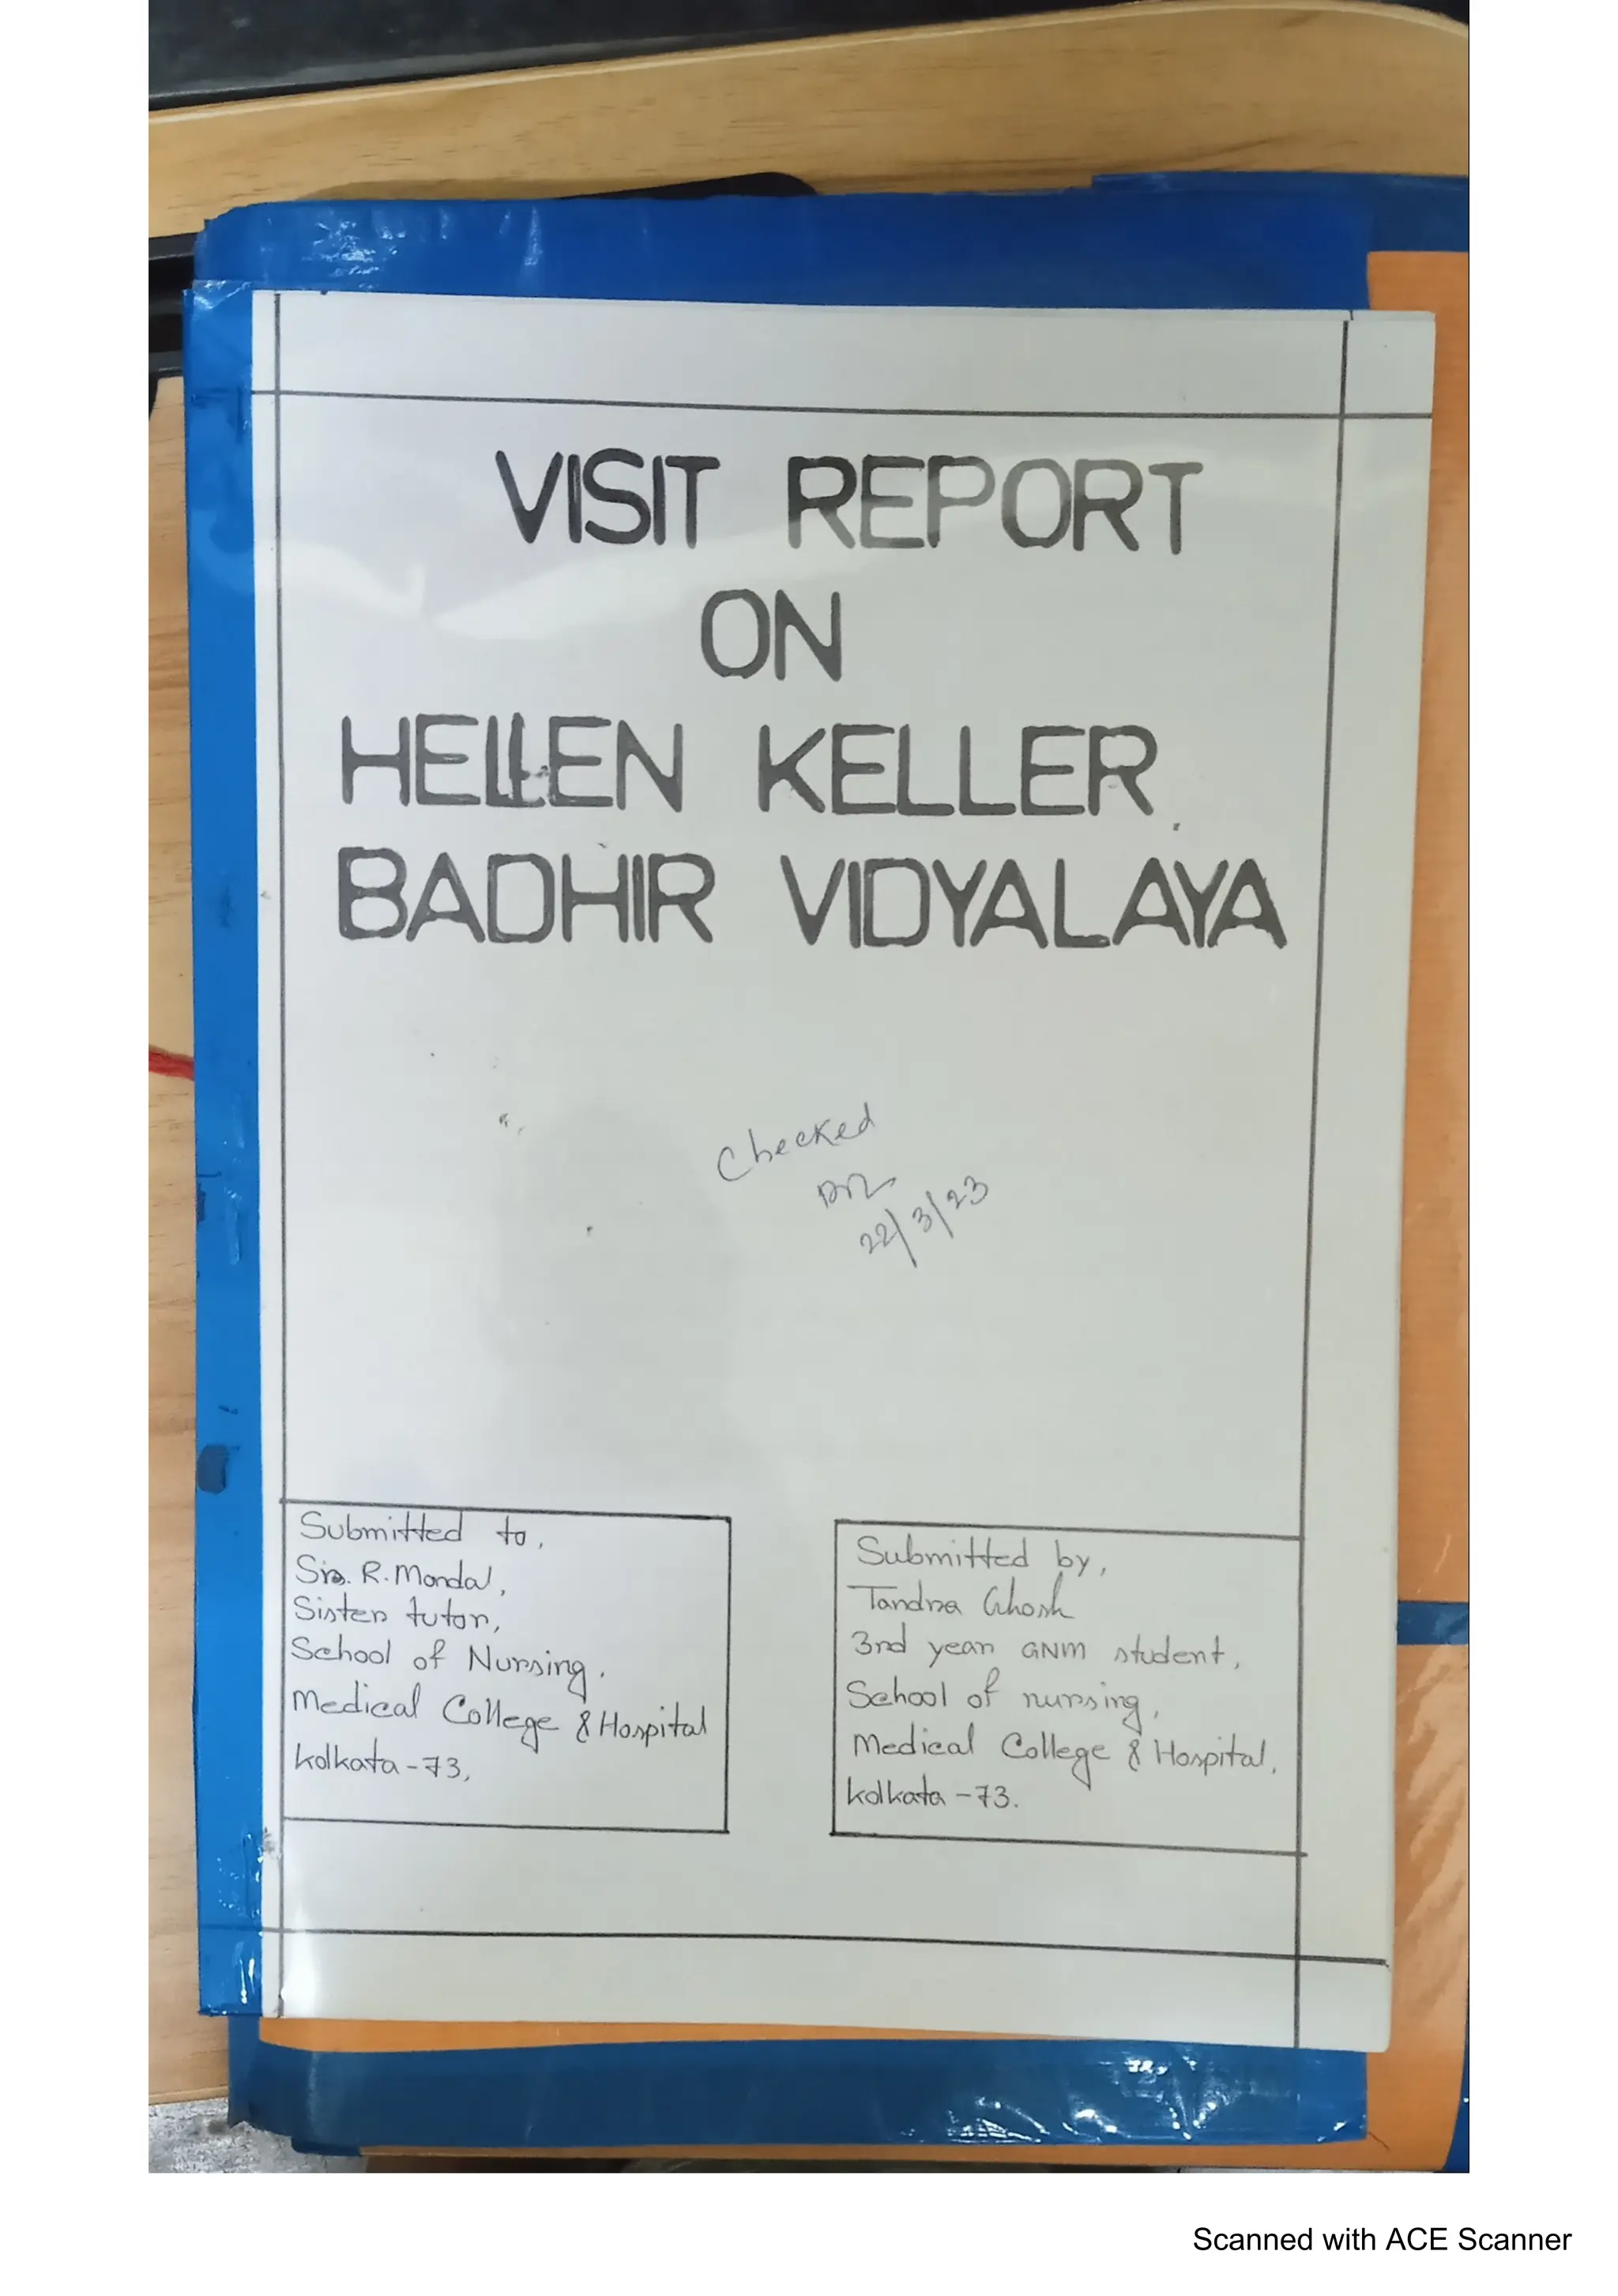 VISIT REPORT
ON
HELLEN KELLER
BADHIR VIDYALAYA
Checked
22/3/23
Submitted to,
Sis. R. Mondal,
Sister tutor,
School of Nursing.
Medical College & Hospital
Kolkata-73,
Submitted by,
Tandra Ghosh
3rd year GNM student,
School of nursing,
Medical College & Hospital,
Kolkata-73.
Scanned with ACE Scanner